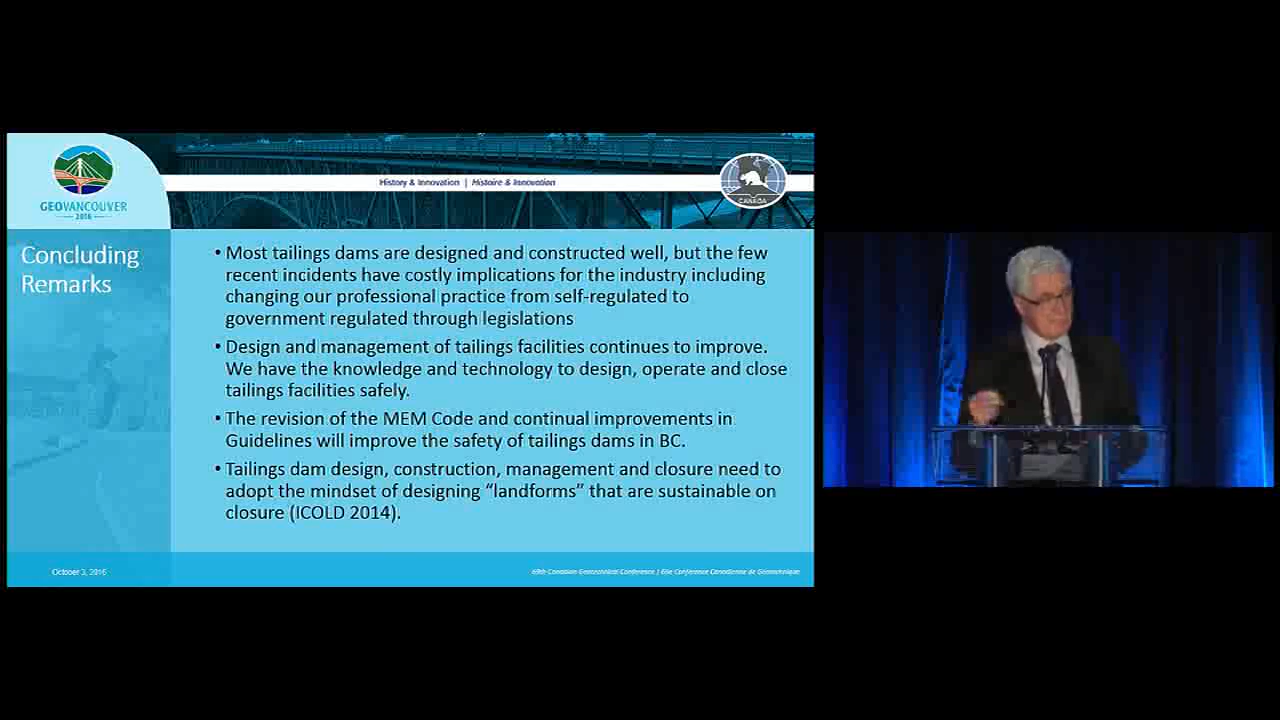 History & Innovation | Histoire & Innovation
GEOVANCOUVER
2016
CANADA
Concluding
Remarks
• Most tailings dams are designed and constructed well, but the few
recent incidents have costly implications for the industry including
changing our professional practice from self-regulated to
government regulated through legislations
• Design and management of tailings facilities continues to improve.
We have the knowledge and technology to design, operate and close
tailings facilities safely.
• The revision of the MEM Code and continual improvements in
Guidelines will improve the safety of tailings dams in BC.
• Tailings dam design, construction, management and closure need to
adopt the mindset of designing “landforms” that are sustainable on
closure (ICOLD 2014).
October 3, 2016
69th Canadian Geotechnical Conference | 69e Conférence Canadienne de Géotechnique